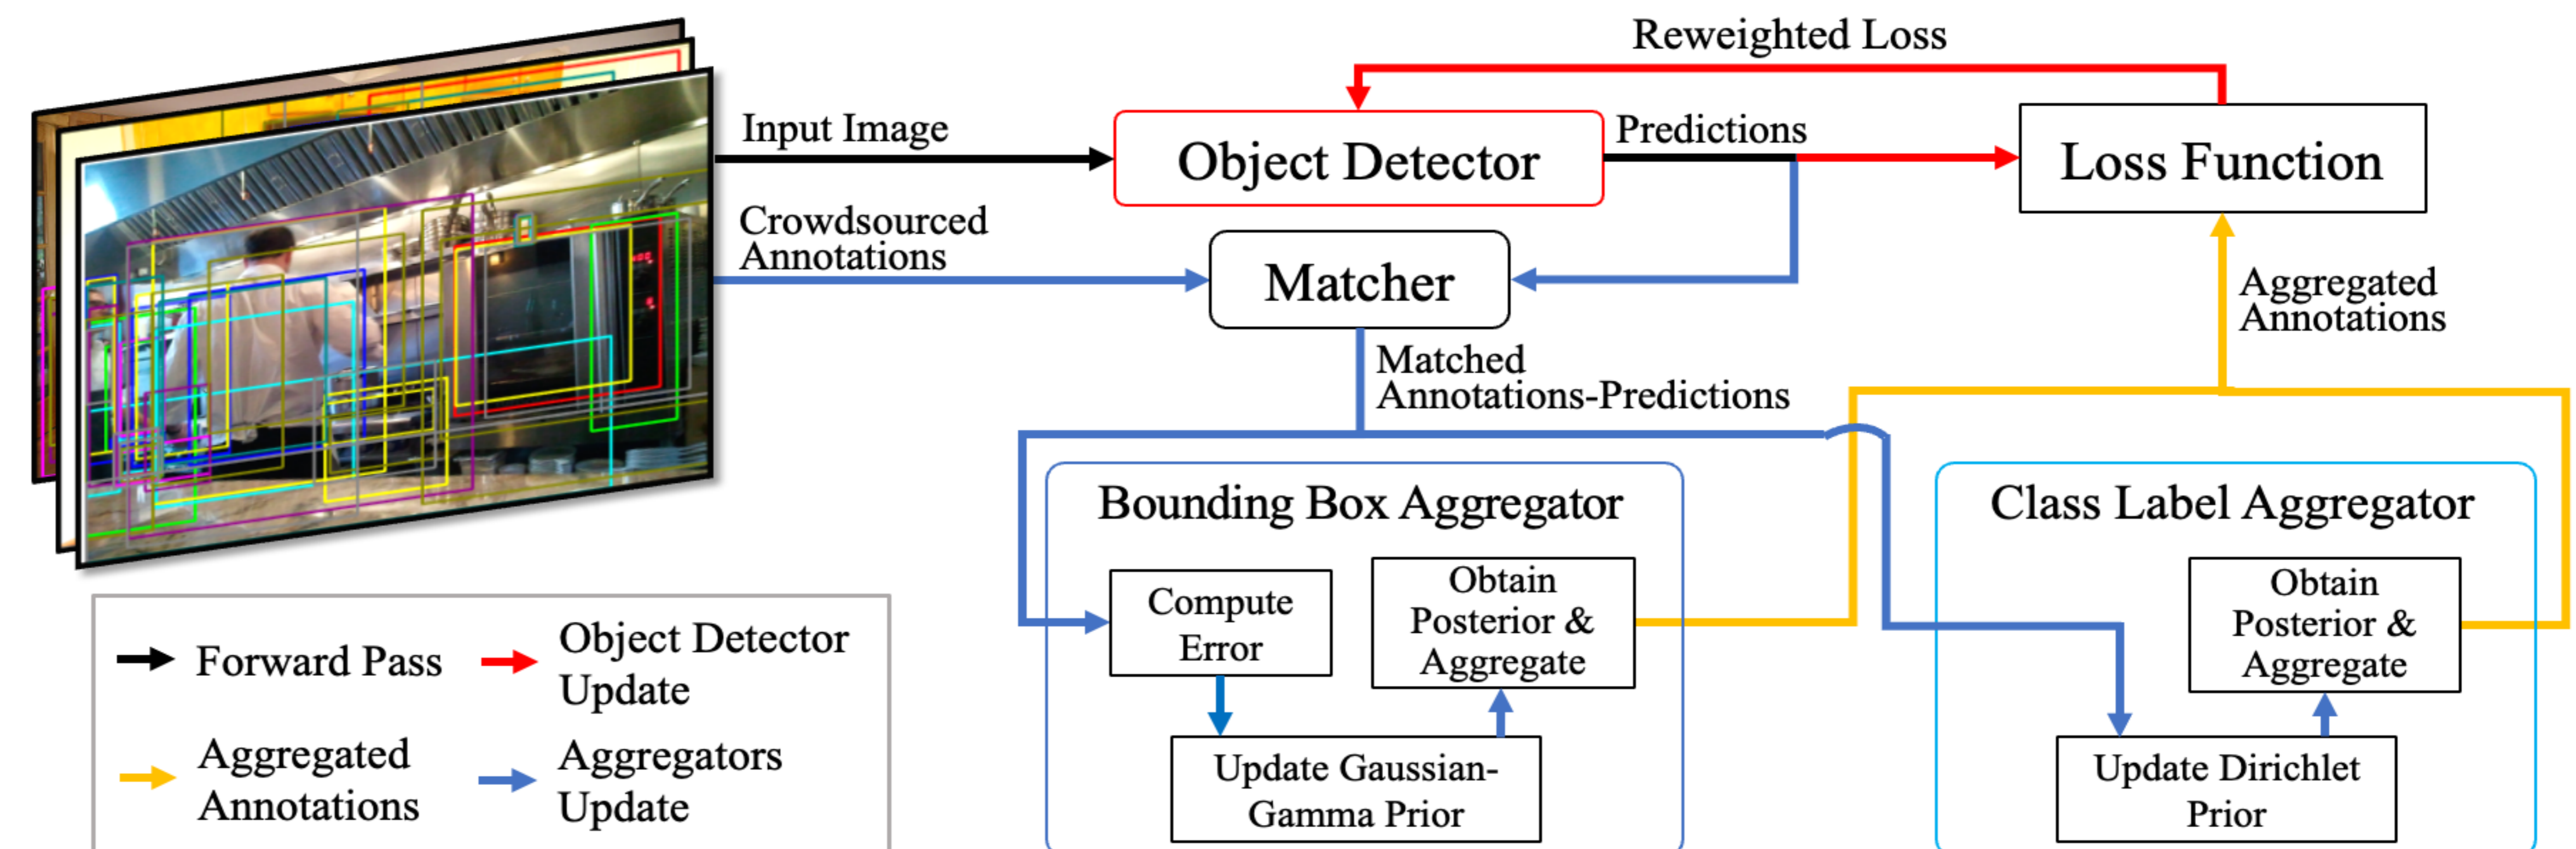 Reweighted Loss
Input Image
Object Detector
Predictions
Loss Function
Crowdsourced
Annotations
Matcher
Aggregated
Annotations
Matched
Annotations-Predictions
Bounding Box Aggregator
Compute
Error
Obtain
Posterior &
Aggregate
Update Gaussian-
Gamma Prior
Class Label Aggregator
Obtain
Posterior &
Aggregate
Update Dirichlet
Prior
Forward Pass
Object Detector
Update
Aggregated
Annotations
Aggregators
Update